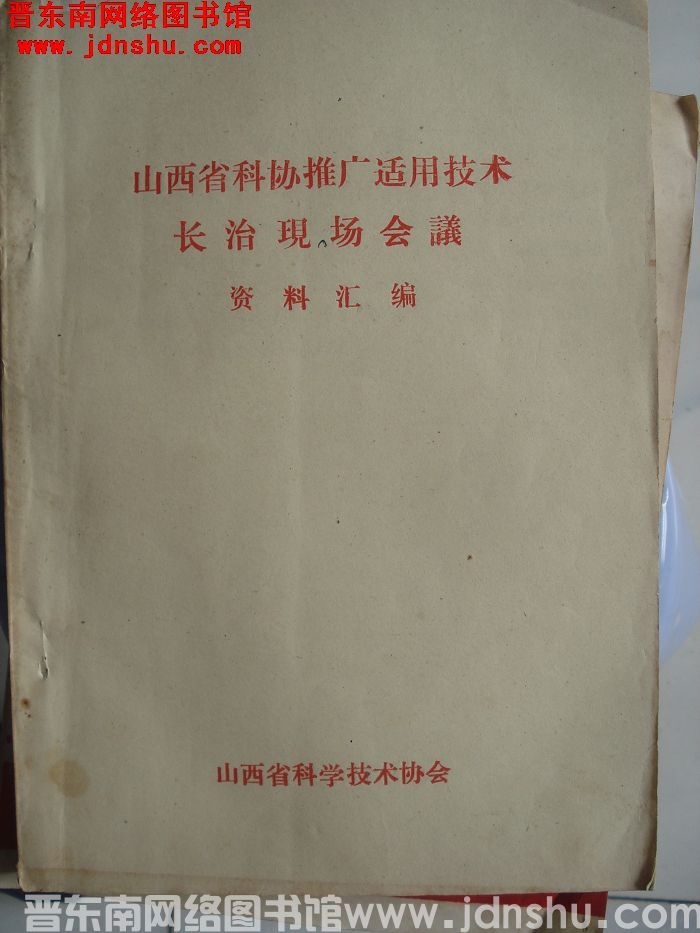 晋东南网络图书馆
www.jdnshu.com
山西省科协推广适用技术
长治現场会議
资料汇编
山西省科学技术协会
晋东南网络图书馆www.jdnshu.com